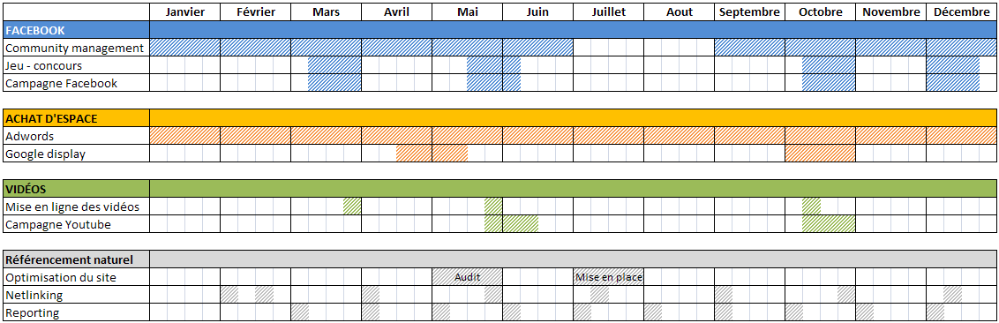 Janvier Février Mars Avril Mai Juin Juillet Aout Septembre Octobre Novembre Décembre
FACEBOOK
Community management
Jeu - concours
Campagne Facebook
ACHAT D'ESPACE
Adwords
Google display
VIDÉOS
Mise en ligne des vidéos
Campagne Youtube
Référencement naturel
Optimisation du site Audit Mise en place
Netlinking
Reporting